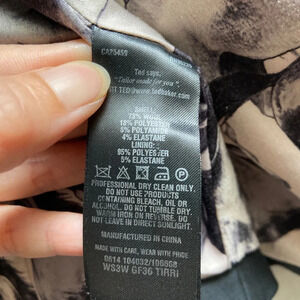 CAP3459
Ted says:
"Tailor made for you"
TED@www.tedbaker.com
SHELL:
73% WOOL
18% POLYESTER
5% POLYAMIDE
4% ELASTANE
LINING:
95% POLYESTER
5% ELASTANE
PROFESSIONAL DRY CLEAN ONLY
DO NOT USE PRODUCTS
CONTAINING BLEACH, OIL OR
ALCOHOL. DO NOT TUMBLE DRY.
WARM IRON ON REVERSE. DO
NOT LEAVE IN DIRECT SUNLIGHT.
MANUFACTURED IN
CHINA
MADE WITH CARE, WEAR WITH PRIDE
WS3W GF36 TIRRI